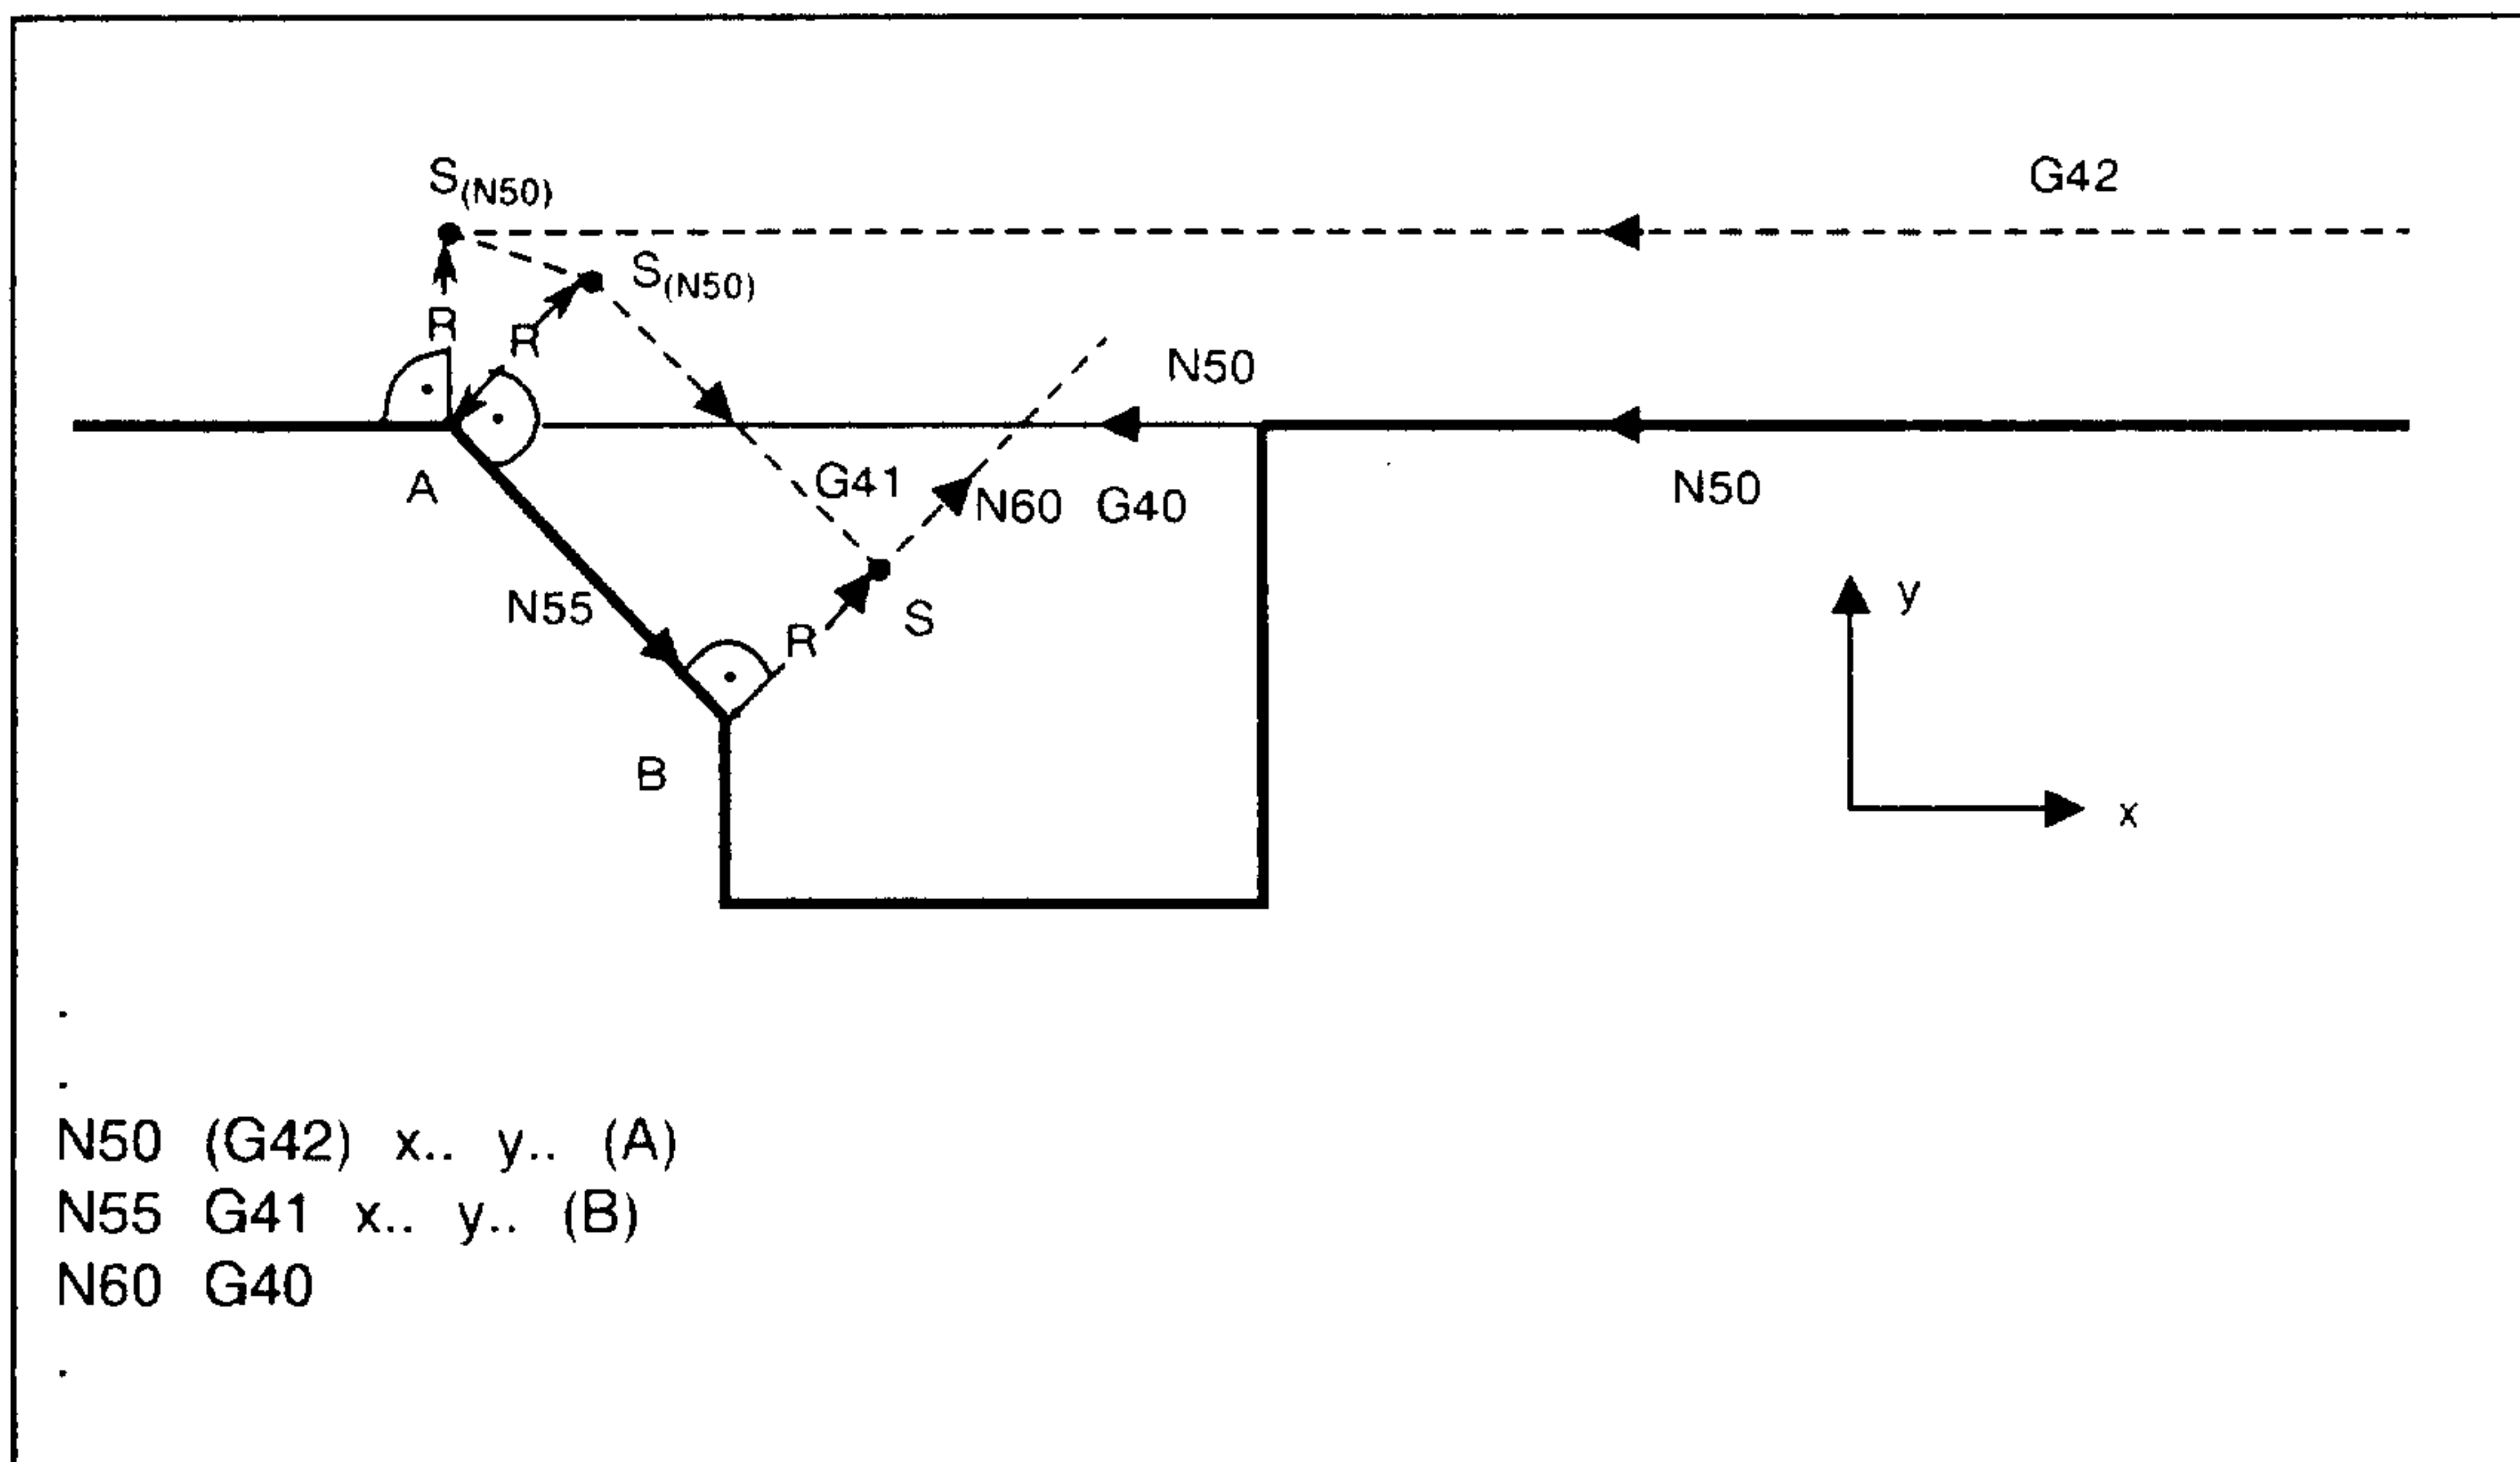 S(N50)
G42
S(N50)
R
R
N50
A
G41
N60 G40
N50
N55
R
S
y
B
x
.
.
N50 (G42) x.. y.. (A)
N55 G41 x.. y.. (B)
N60 G40
.